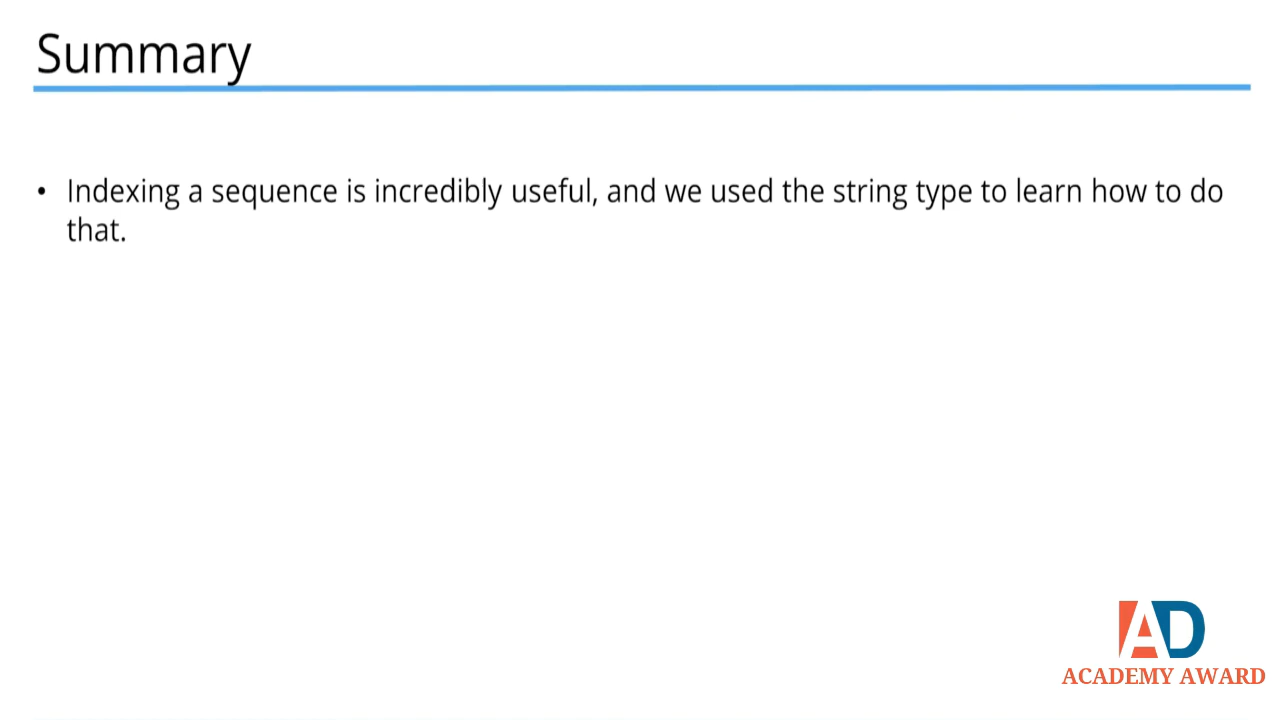 Summary
• Indexing a sequence is incredibly useful, and we used the string type to learn how to do
that.
AD
ACADEMY AWARD